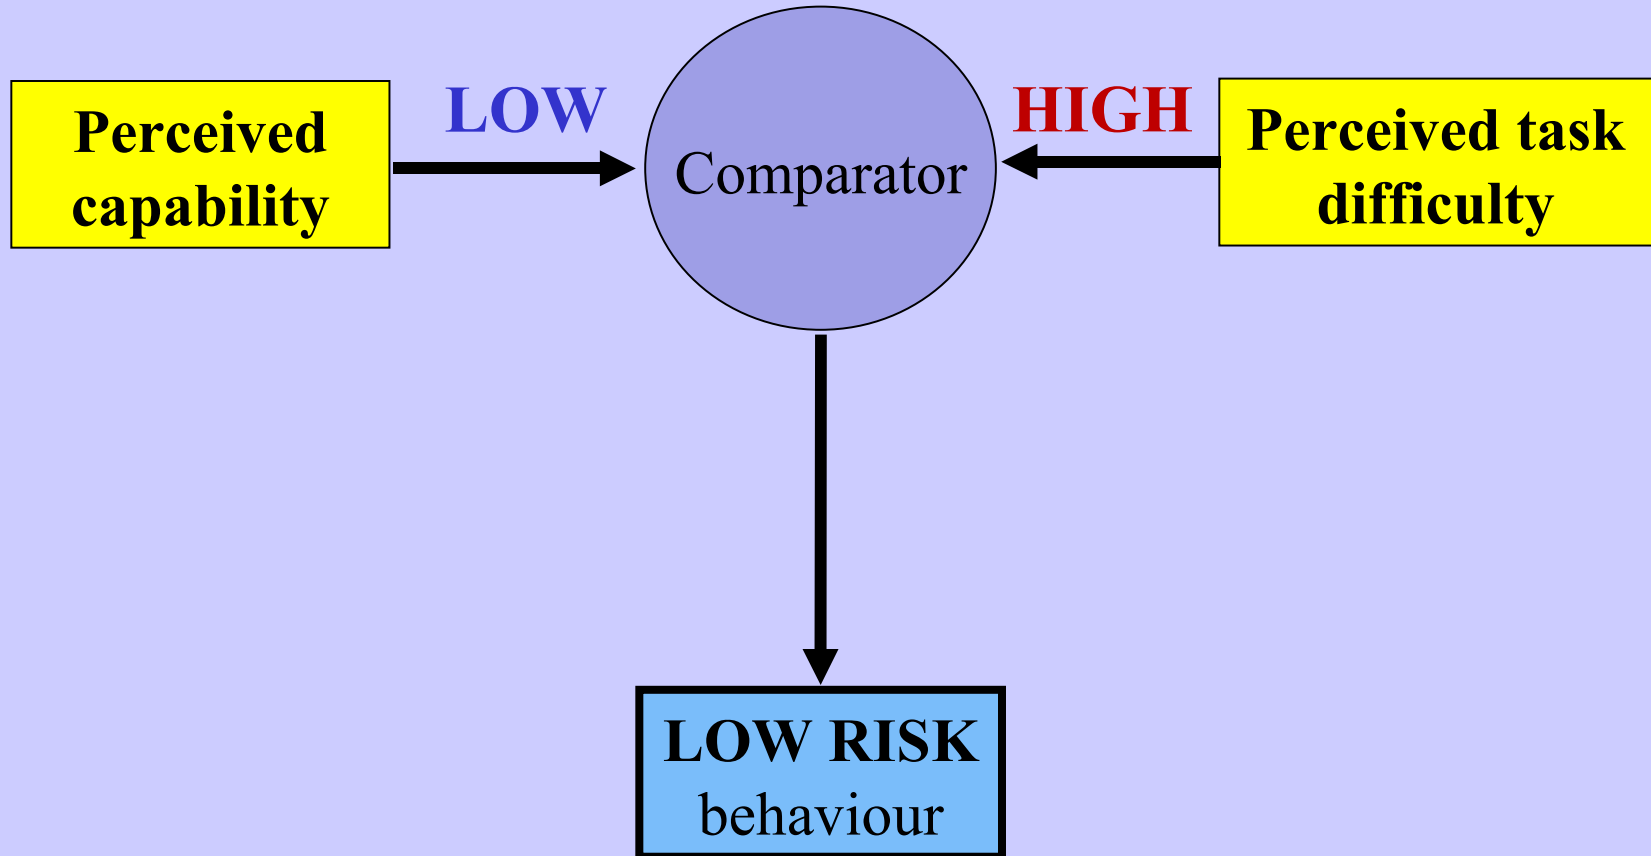 Perceived
capability
LOW
Comparator
HIGH
Perceived task
difficulty
LOW RISK
behaviour